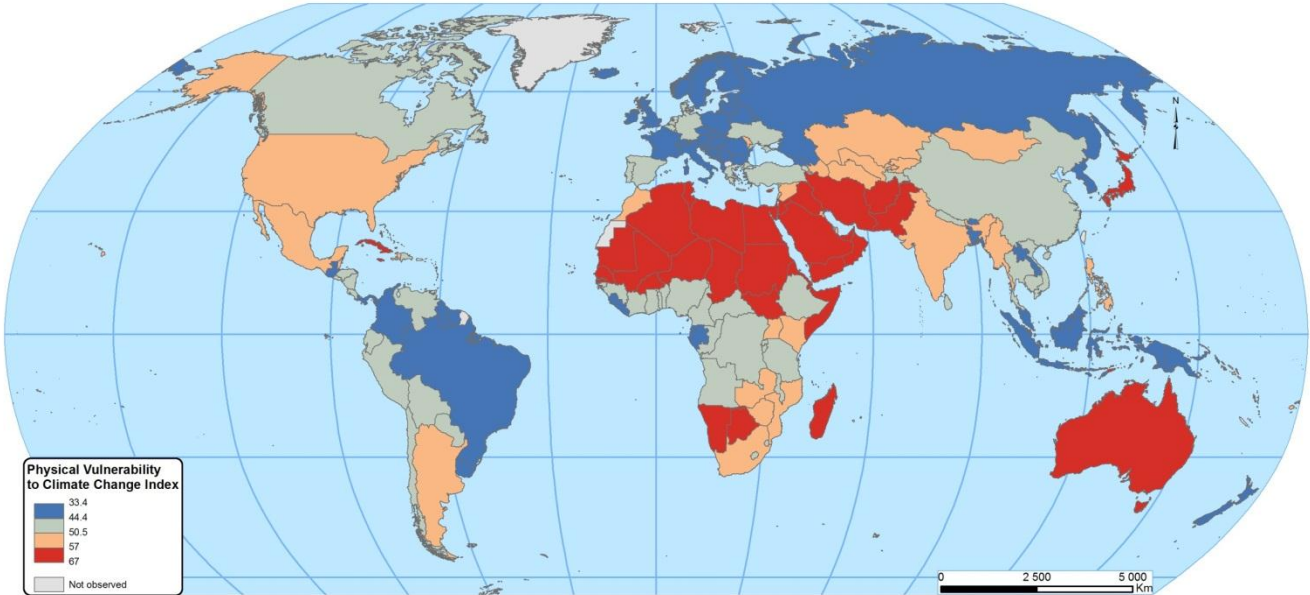 N
Physical Vulnerability
to Climate Change Index
33.4
44.4
50.5
57
67
Not observed
0 2 500 5 000
Km